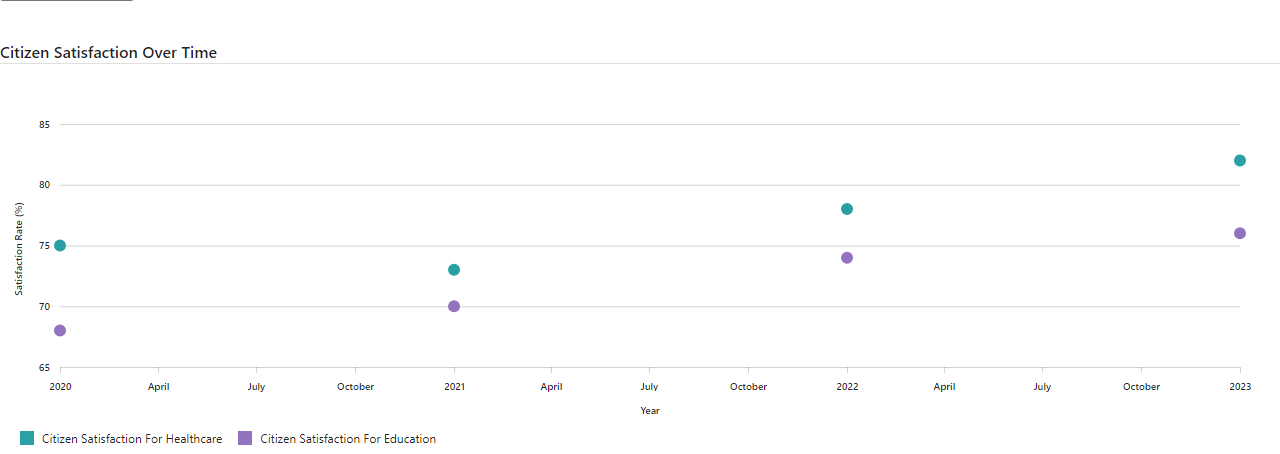 Citizen Satisfaction Over Time
85
80
75
70
65
Satisfaction Rate (%)
2020 April July October 2021 April July October 2022 April July October 2023
Year
Citizen Satisfaction For Healthcare Citizen Satisfaction For Education